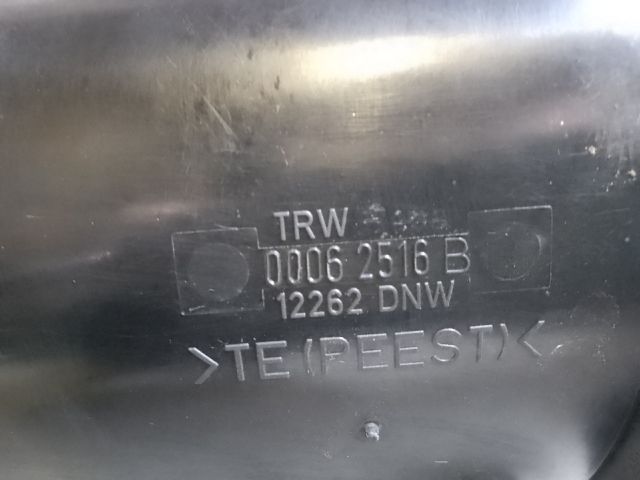 TRW
0006 2516 B
12262 DNW
>TE(PEEST)<